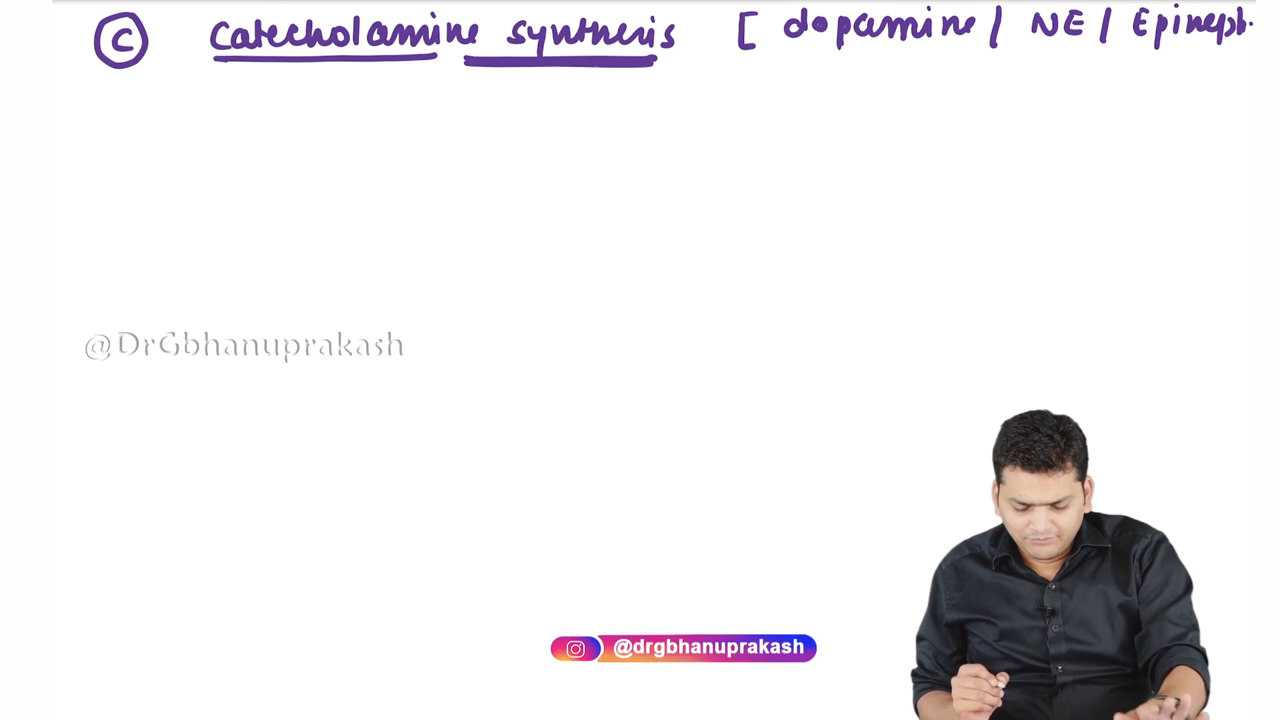 C Catecholamine synthesis [ dopamine / NE / Epineph.
@DrGbhanuprakash
@drgbhanuprakash